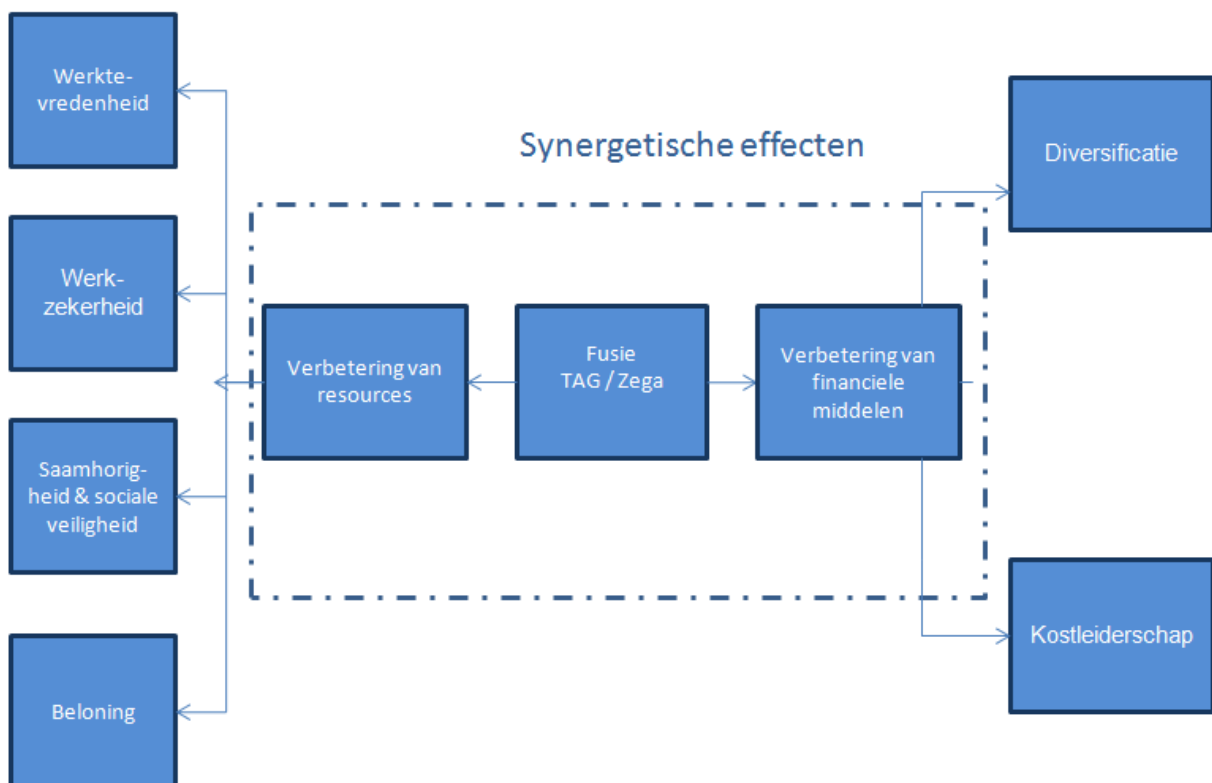 Werkte-
vredenheid
Synergetische effecten
Diversificatie
Werk-
zekerheid
Verbetering van
resources
Fusie
TAG / Zega
Verbetering van
financiele
middelen
Saamhorig-
heid & sociale
veiligheid
Kostleiderschap
Beloning